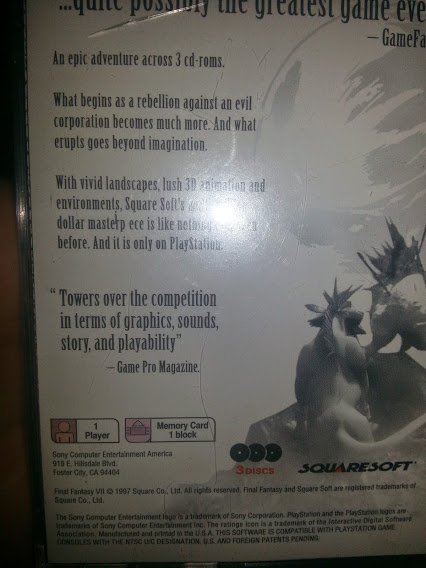 ...quite possibly the greatest game eve
— GameFa
An epic adventure across 3 cd-roms.
What begins as a rebellion against an evil
corporation becomes much more. And what
erupts goes beyond imagination.
With vivid landscapes, lush 3D animation and
environments, Square Soft's
dollar masterp ece is like
before. And it is only on PlayStation.
“Towers over the competition
in terms of graphics, sounds,
story, and playability”
— Game Pro Magazine.
1
Player
Memory Card
1 block
Sony Computer Entertainment America
919 E. Hillsdale Blvd.
Foster City, CA 94404
3 DISCS
SQUARESOFT
Final Fantasy VII © 1997 Square Co., Ltd. All rights reserved. Final Fantasy and Square Soft are registered trademarks of
Square Co., Ltd.
The Sony Computer Entertainment logo is a trademark of Sony Corporation. PlayStation and the PlayStation logos are
trademarks of Sony Computer Entertainment Inc. The ratings icon is a trademark of the Interactive Digital Software
Association. Manufactured and printed in the U.S.A. THIS SOFTWARE IS COMPATIBLE WITH PLAYSTATION GAME
CONSOLES WITH THE NTSC U/C DESIGNATION. U.S. AND FOREIGN PATENTS PENDING.